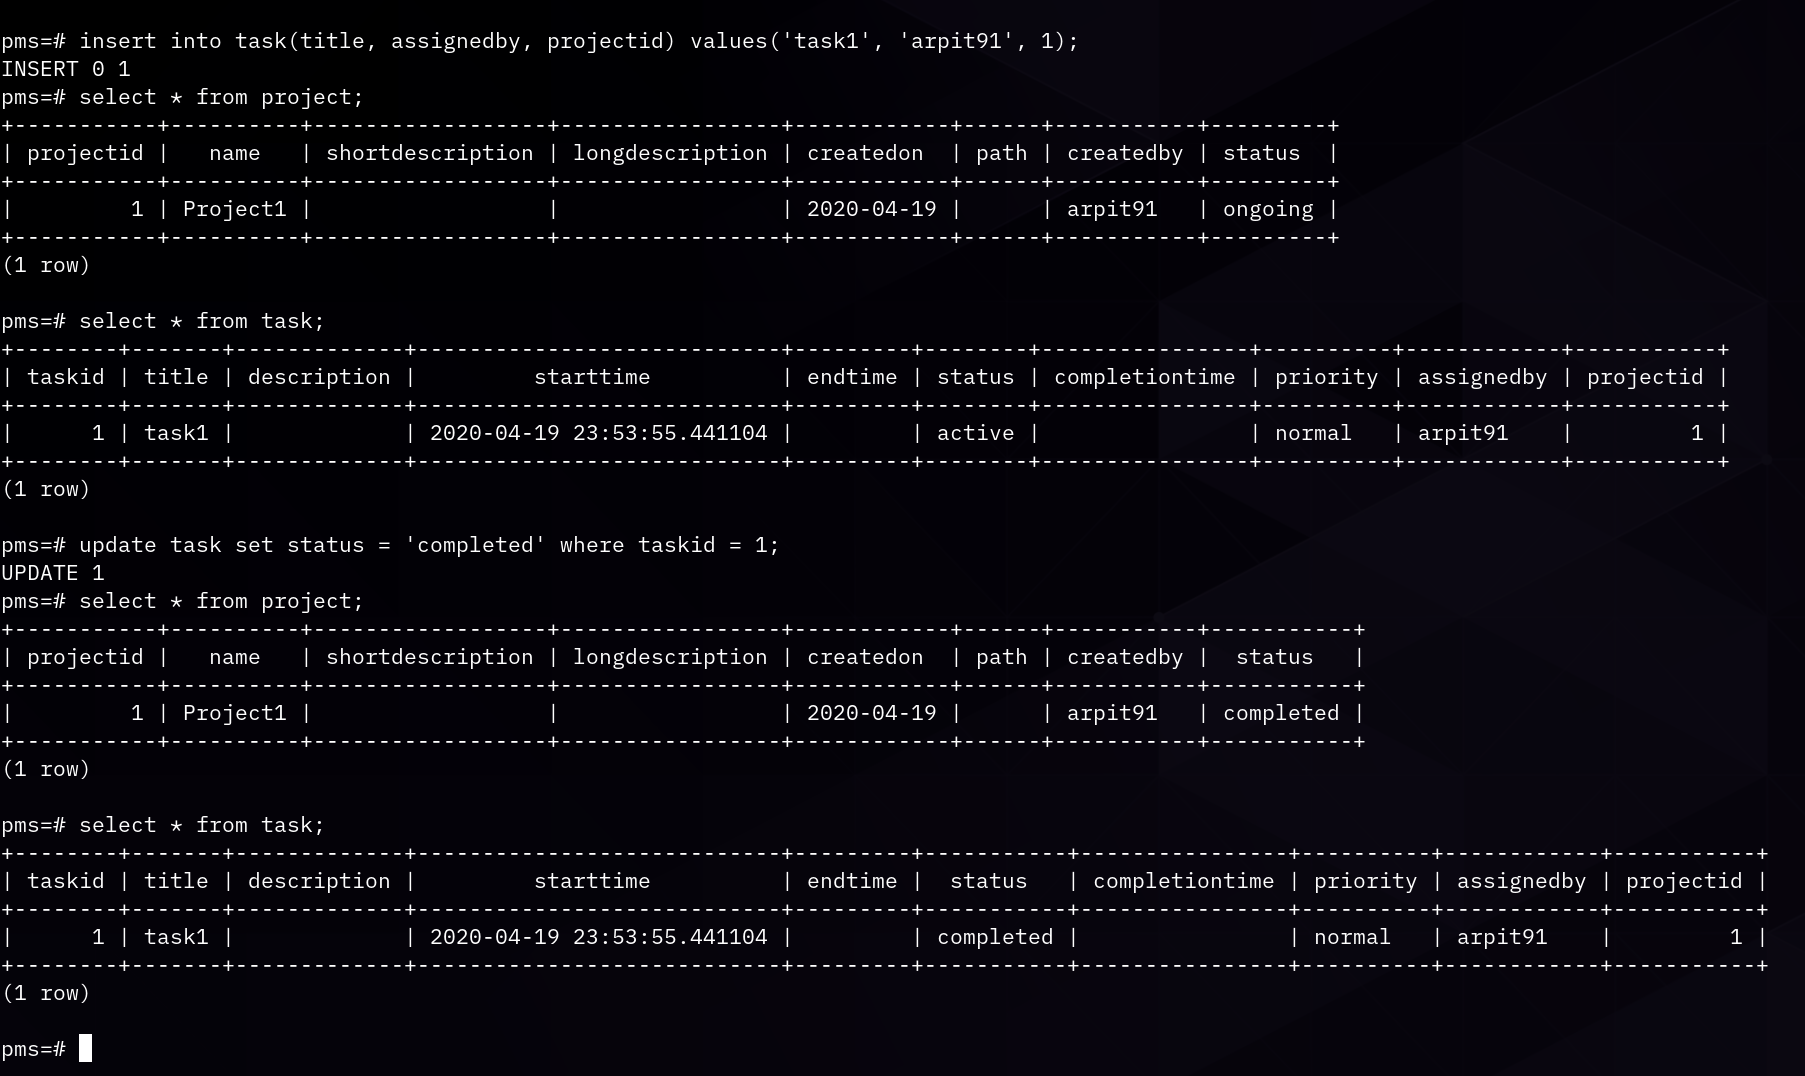 pms=# insert into task(title, assignedby, projectid) values('task1', 'arpit91', 1);
INSERT 0 1
pms=# select * from project;
+-----------+----------+------------------+-----------------+------------+------+-----------+---------+
| projectid |   name   | shortdescription | longdescription | createdon  | path | createdby | status  |
+-----------+----------+------------------+-----------------+------------+------+-----------+---------+
|         1 | Project1 |                  |                 | 2020-04-19 |      | arpit91   | ongoing |
+-----------+----------+------------------+-----------------+------------+------+-----------+---------+
(1 row)

pms=# select * from task;
+--------+-------+-------------+----------------------------+---------+--------+----------------+----------+------------+-----------+
| taskid | title | description |         starttime          | endtime | status | completiontime | priority | assignedby | projectid |
+--------+-------+-------------+----------------------------+---------+--------+----------------+----------+------------+-----------+
|      1 | task1 |             | 2020-04-19 23:53:55.441104 |         | active |                | normal   | arpit91    |         1 |
+--------+-------+-------------+----------------------------+---------+--------+----------------+----------+------------+-----------+
(1 row)

pms=# update task set status = 'completed' where taskid = 1;
UPDATE 1
pms=# select * from project;
+-----------+----------+------------------+-----------------+------------+------+-----------+-----------+
| projectid |   name   | shortdescription | longdescription | createdon  | path | createdby |  status   |
+-----------+----------+------------------+-----------------+------------+------+-----------+-----------+
|         1 | Project1 |                  |                 | 2020-04-19 |      | arpit91   | completed |
+-----------+----------+------------------+-----------------+------------+------+-----------+-----------+
(1 row)

pms=# select * from task;
+--------+-------+-------------+----------------------------+---------+-----------+----------------+----------+------------+-----------+
| taskid | title | description |         starttime          | endtime |  status   | completiontime | priority | assignedby | projectid |
+--------+-------+-------------+----------------------------+---------+-----------+----------------+----------+------------+-----------+
|      1 | task1 |             | 2020-04-19 23:53:55.441104 |         | completed |                | normal   | arpit91    |         1 |
+--------+-------+-------------+----------------------------+---------+-----------+----------------+----------+------------+-----------+
(1 row)

pms=#